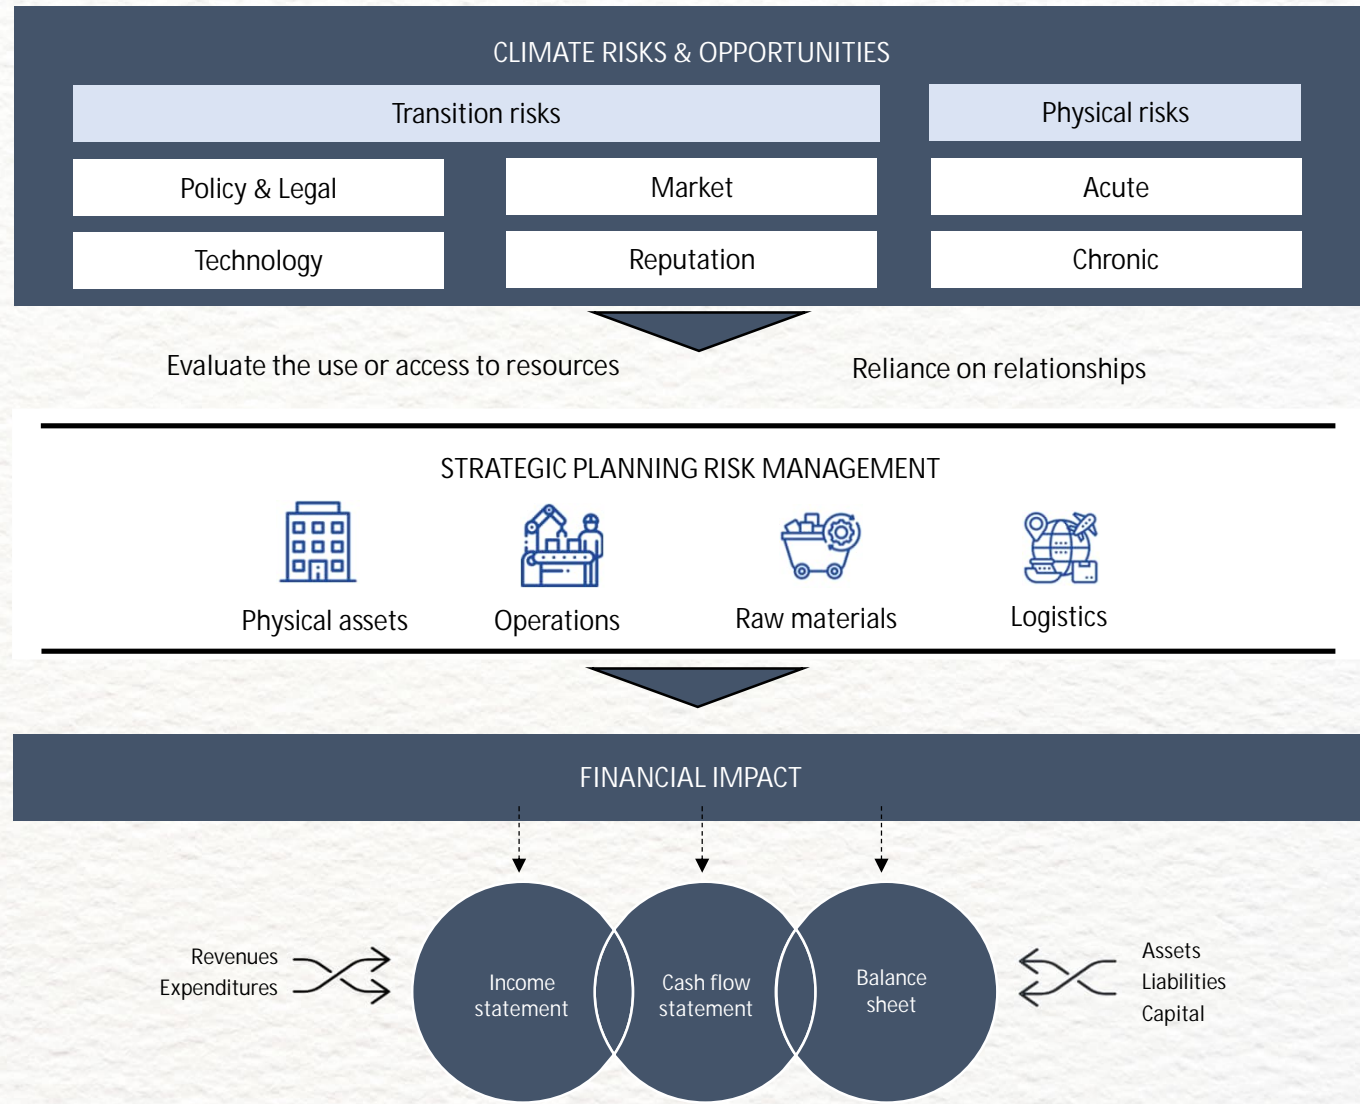 CLIMATE RISKS & OPPORTUNITIES
Transition risks
Physical risks
Policy & Legal
Market
Acute
Technology
Reputation
Chronic
Evaluate the use or access to resources
Reliance on relationships
STRATEGIC PLANNING RISK MANAGEMENT
Physical assets
Operations
Raw materials
Logistics
FINANCIAL IMPACT
Revenues
Expenditures
Income
statement
Cash flow
statement
Balance
sheet
Assets
Liabilities
Capital